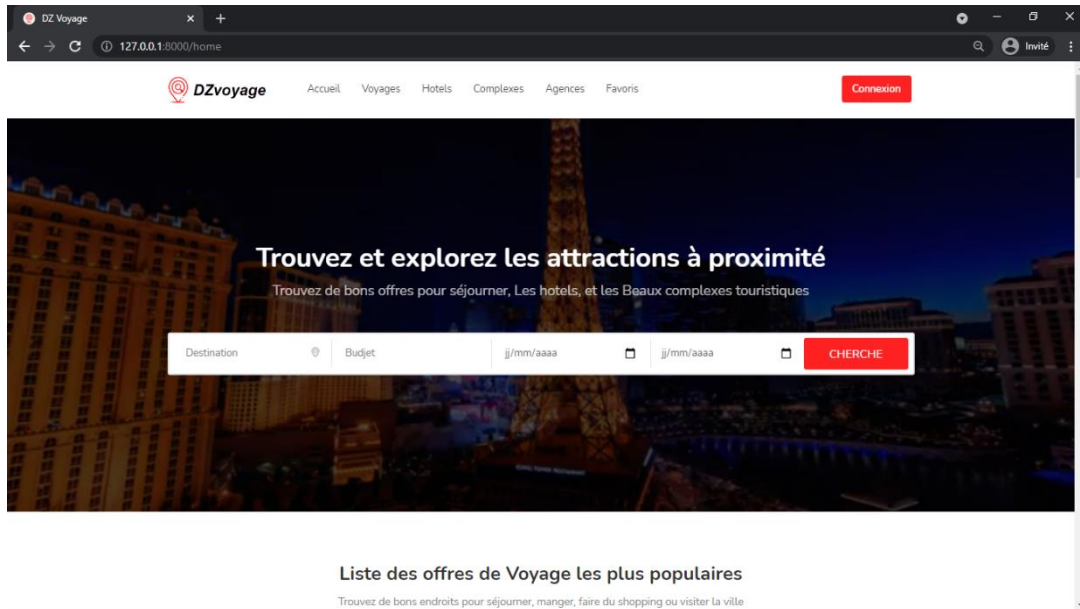 DZ Voyage
127.0.0.1:8000/home
Invité
DZvoyage
Accueil Voyages Hotels Complexes Agences Favoris
Connexion
Trouvez et explorez les attractions à proximité
Trouvez de bons offres pour séjourner, Les hotels, et les Beaux complexes touristiques
Destination Budjet jj/mm/aaaa jj/mm/aaaa CHERCHE
Liste des offres de Voyage les plus populaires
Trouvez de bons endroits pour séjourner, manger, faire du shopping ou visiter la ville